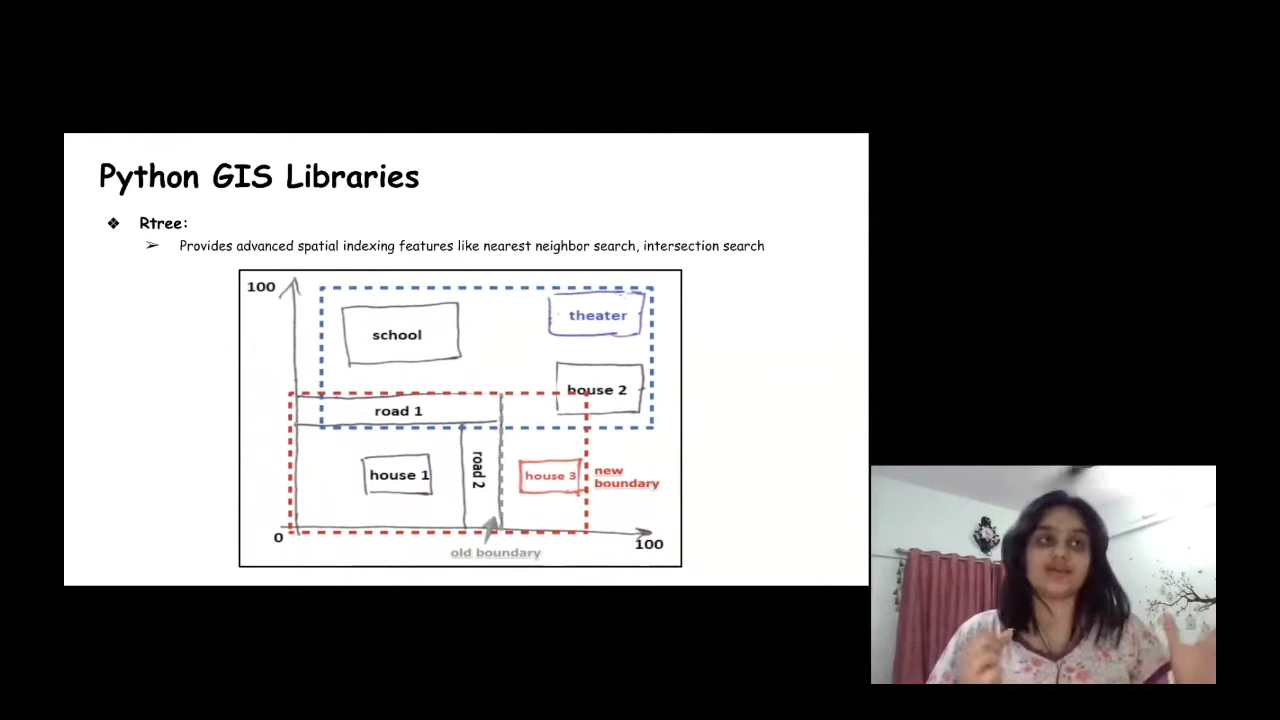 Python GIS Libraries
❖ Rtree:
➢ Provides advanced spatial indexing features like nearest neighbor search, intersection search
100
school
theater
house 2
road 1
house 1
road 2
house 3
new
boundary
0
100
old boundary